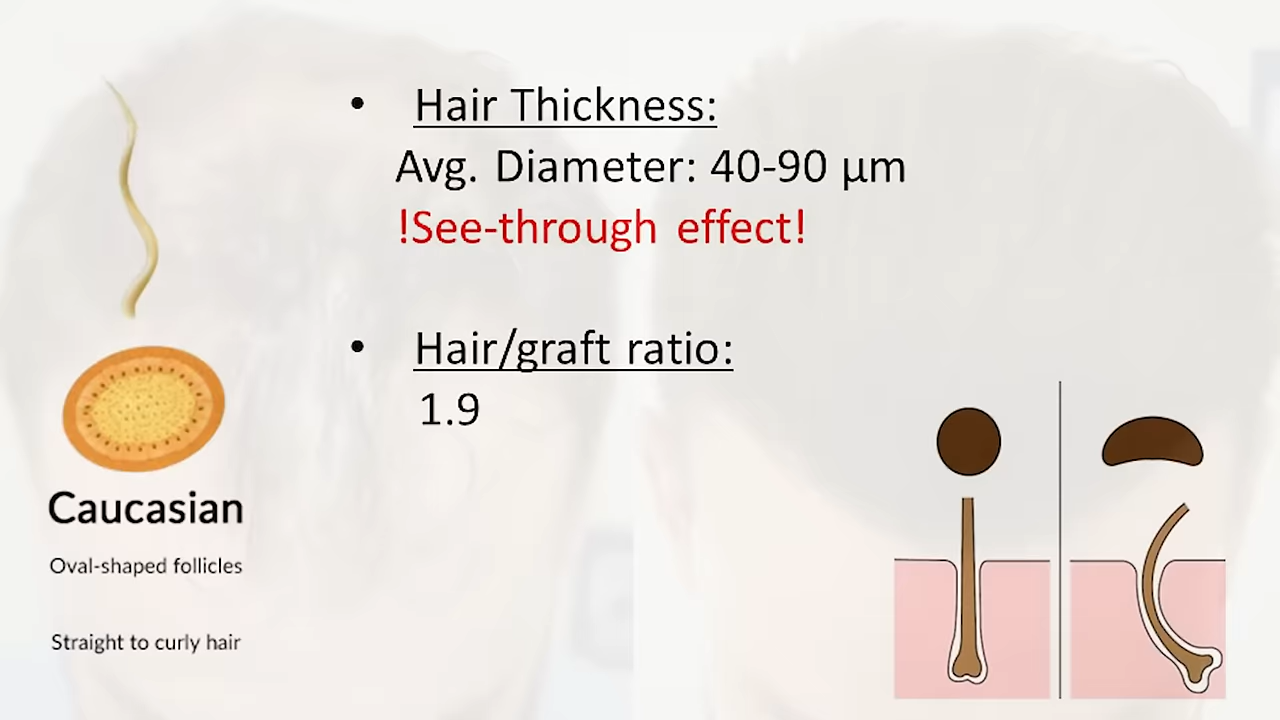 • Hair Thickness:
Avg. Diameter: 40-90 µm
!See-through effect!
• Hair/graft ratio:
1.9
Caucasian
Oval-shaped follicles
Straight to curly hair